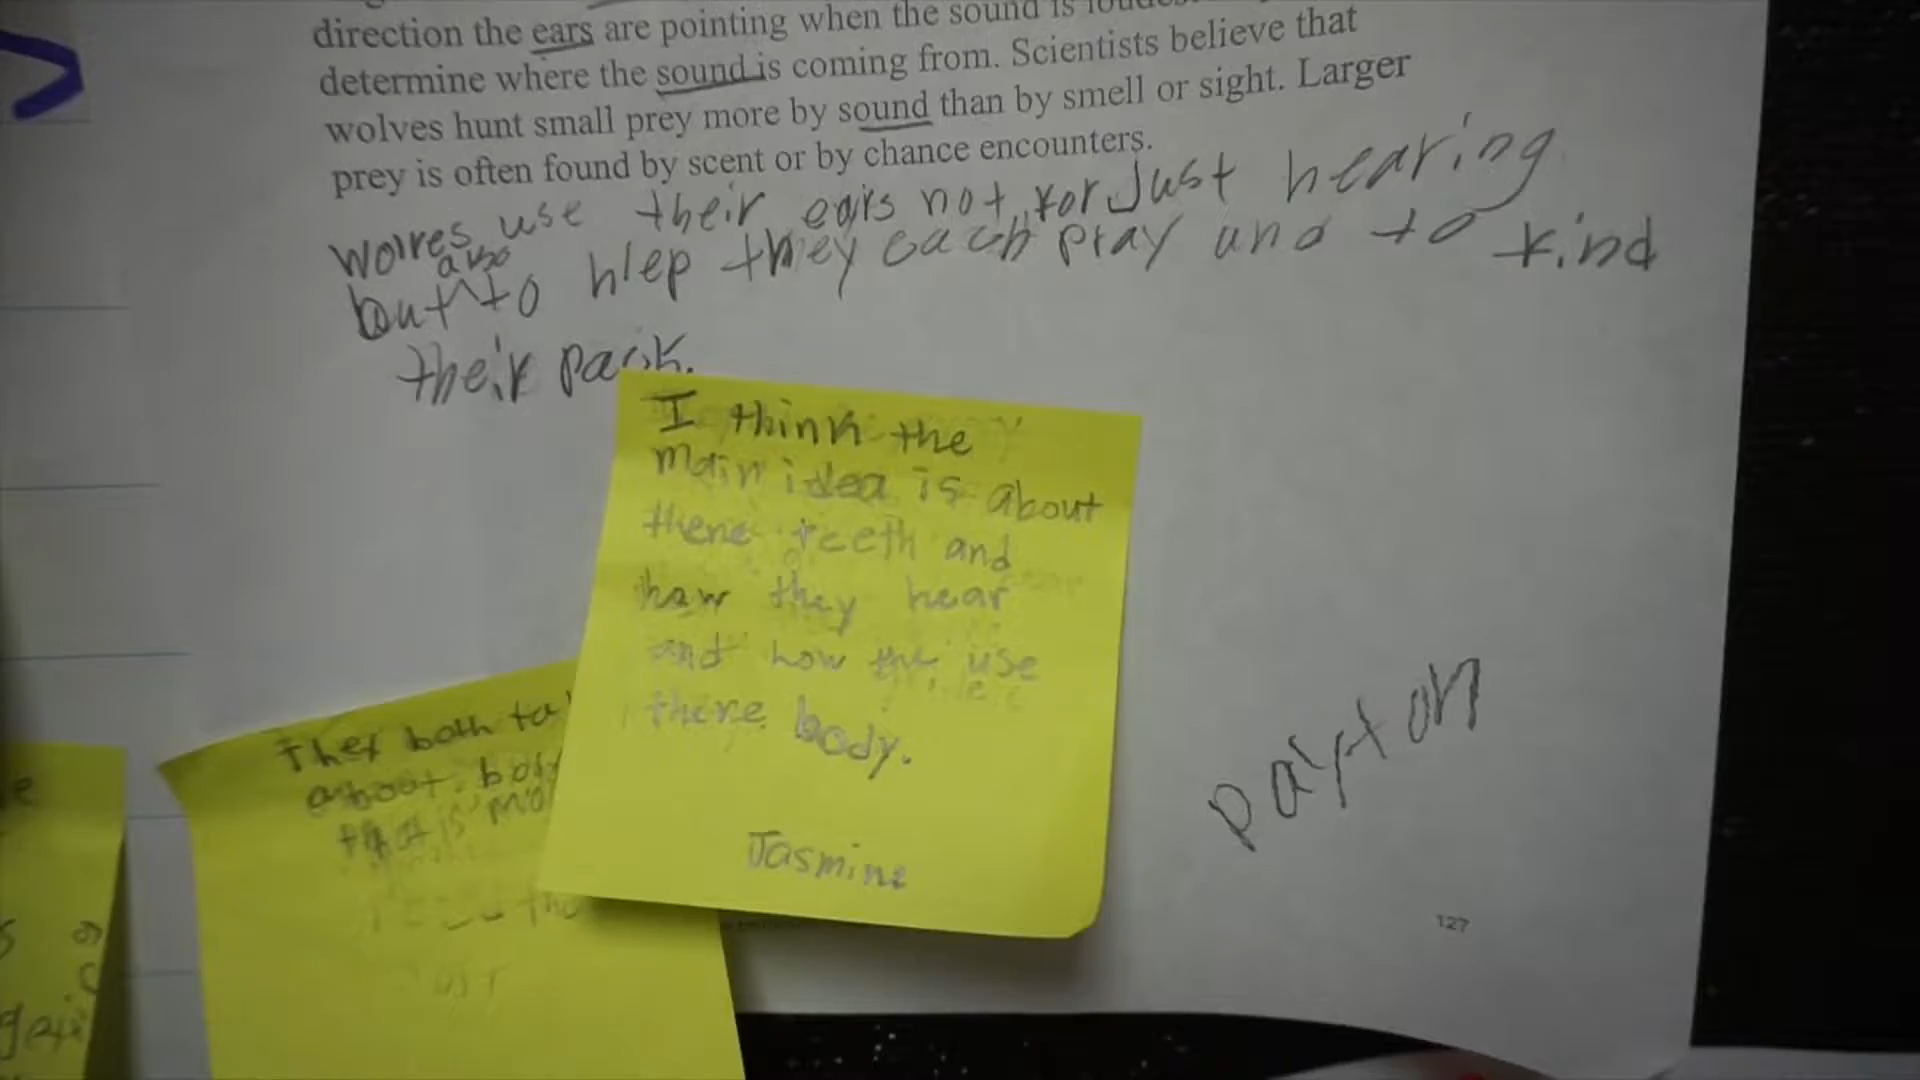 direction the ears are pointing when the sound is
determine where the sound is coming from. Scientists believe that
wolves hunt small prey more by sound than by smell or sight. Larger
prey is often found by scent or by chance encounters.
wolves use their ears not for Just hearing
also
but ^ to hlep they cach pray and to find
their pack.
I think the
main idea is about
there teeth and
how they hear
and how the use
there body.
Jasmine
They both
about
that is
payton
127